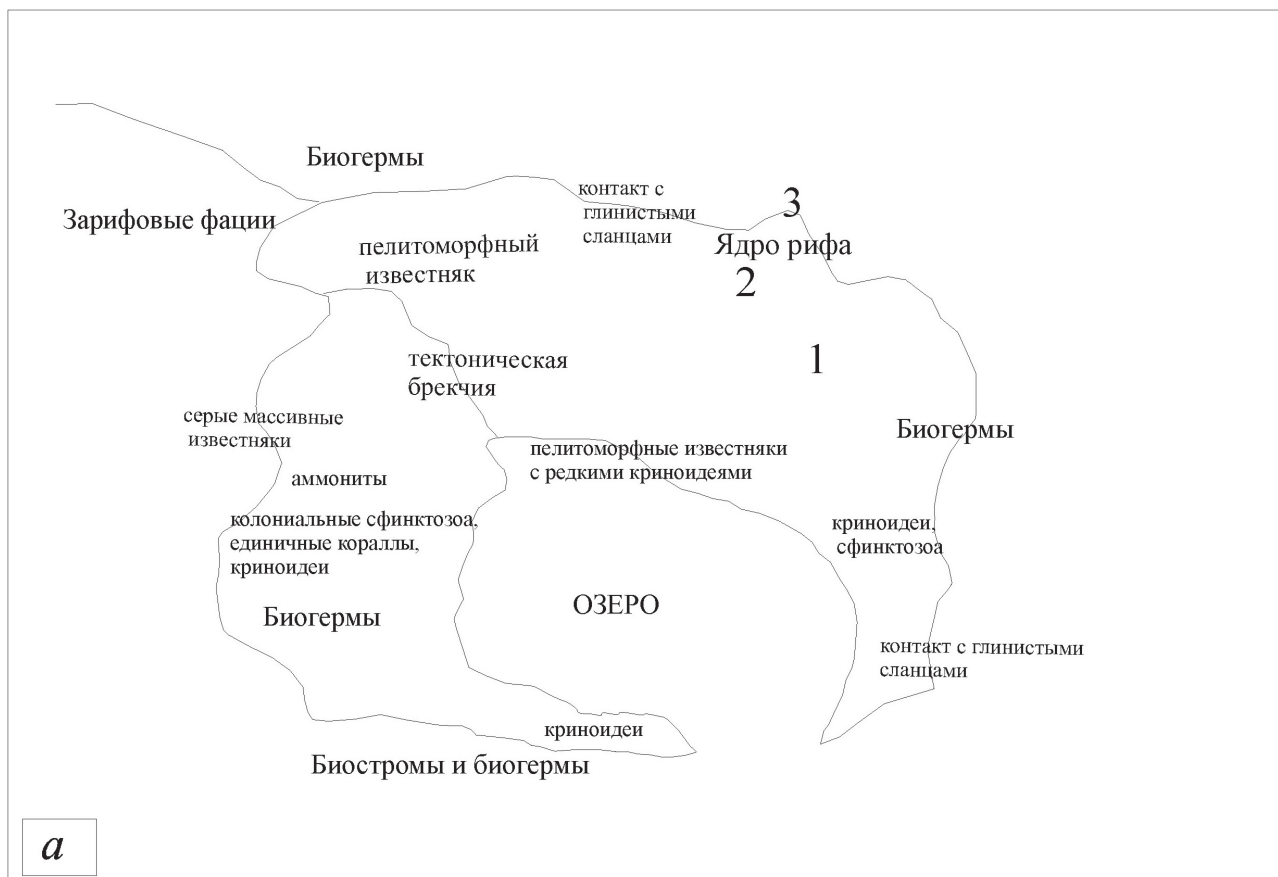 Биогермы
контакт с
глинистыми
сланцами
3
Зарифовые фации
Ядро рифа
пелитоморфный
известняк
2
тектоническая
брекчия
1
серые массивные
известняки
Биогермы
пелитоморфные известняки
с редкими криноидеями
аммониты
колониальные сфинктозоа,
единичные кораллы,
криноидеи
криноидеи,
сфинктозоа
Биогермы
ОЗЕРО
контакт с глинистыми
сланцами
криноидеи
Биостромы и биогермы
а